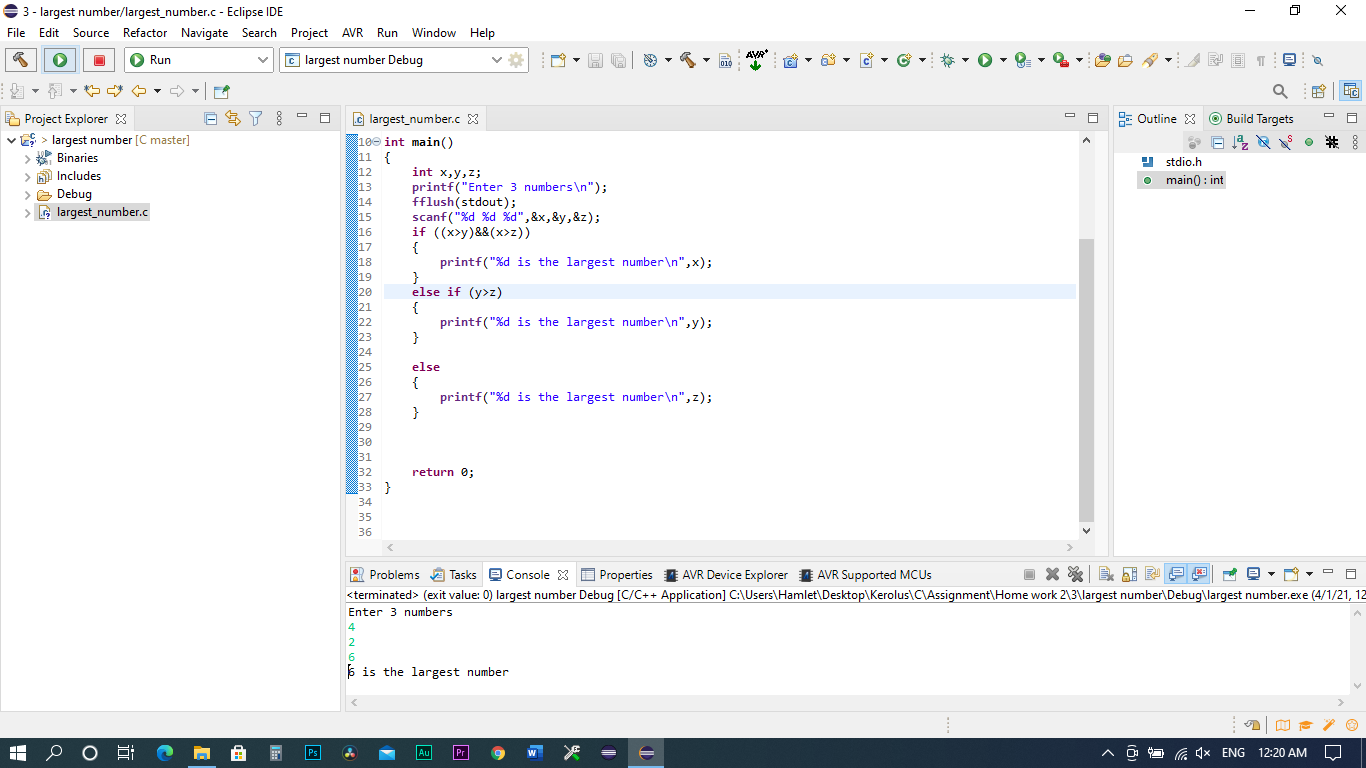 3 - largest number/largest_number.c - Eclipse IDE
File Edit Source Refactor Navigate Search Project AVR Run Window Help
Run
largest number Debug
AVR
010
Project Explorer
> largest number [C master]
Binaries
Includes
Debug
largest_number.c
largest_number.c
10 int main()
11 {
12 int x,y,z;
13 printf("Enter 3 numbers\n");
14 fflush(stdout);
15 scanf("%d %d %d",&x,&y,&z);
16 if ((x>y)&&(x>z))
17 {
18 printf("%d is the largest number\n",x);
19 }
20 else if (y>z)
21 {
22 printf("%d is the largest number\n",y);
23 }
24
25 else
26 {
27 printf("%d is the largest number\n",z);
28 }
29
30
31
32 return 0;
33 }
34
35
36
Outline Build Targets
stdio.h
main() : int
Problems Tasks Console Properties AVR Device Explorer AVR Supported MCUs
<terminated> (exit value: 0) largest number Debug [C/C++ Application] C:\Users\Hamlet\Desktop\Kerolus\C\Assignment\Home work 2\3\largest number\Debug\largest number.exe (4/1/21, 12
Enter 3 numbers
4
2
6
6 is the largest number
Ps Au Pr W ENG 12:20 AM